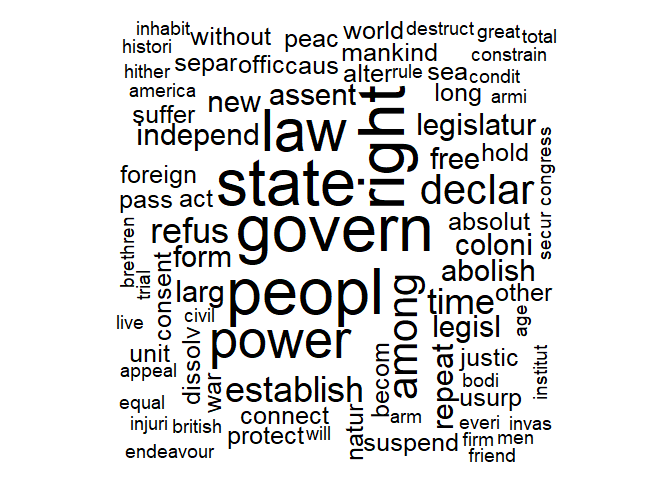 inhabit
without
peac
world
destruct
great
total
histori
mankind
constrain
hither
separ
offic
caus
alter
rule
sea
condit
america
new
assent
right
long
armi
suffer
independ
law
legislatur
foreign
state
free
hold
pass
act
declar
secur
congress
refus
govern
absolut
coloni
brethren
trial
consent
form
abolish
larg
peopl
among
time
other
live
civil
legisl
age
unit
dissolv
power
justic
institut
appeal
war
establish
becom
repeat
bodi
usurp
equal
connect
natur
arm
injuri
british
protect
will
suspend
everi
invas
firm
men
endeavour
friend